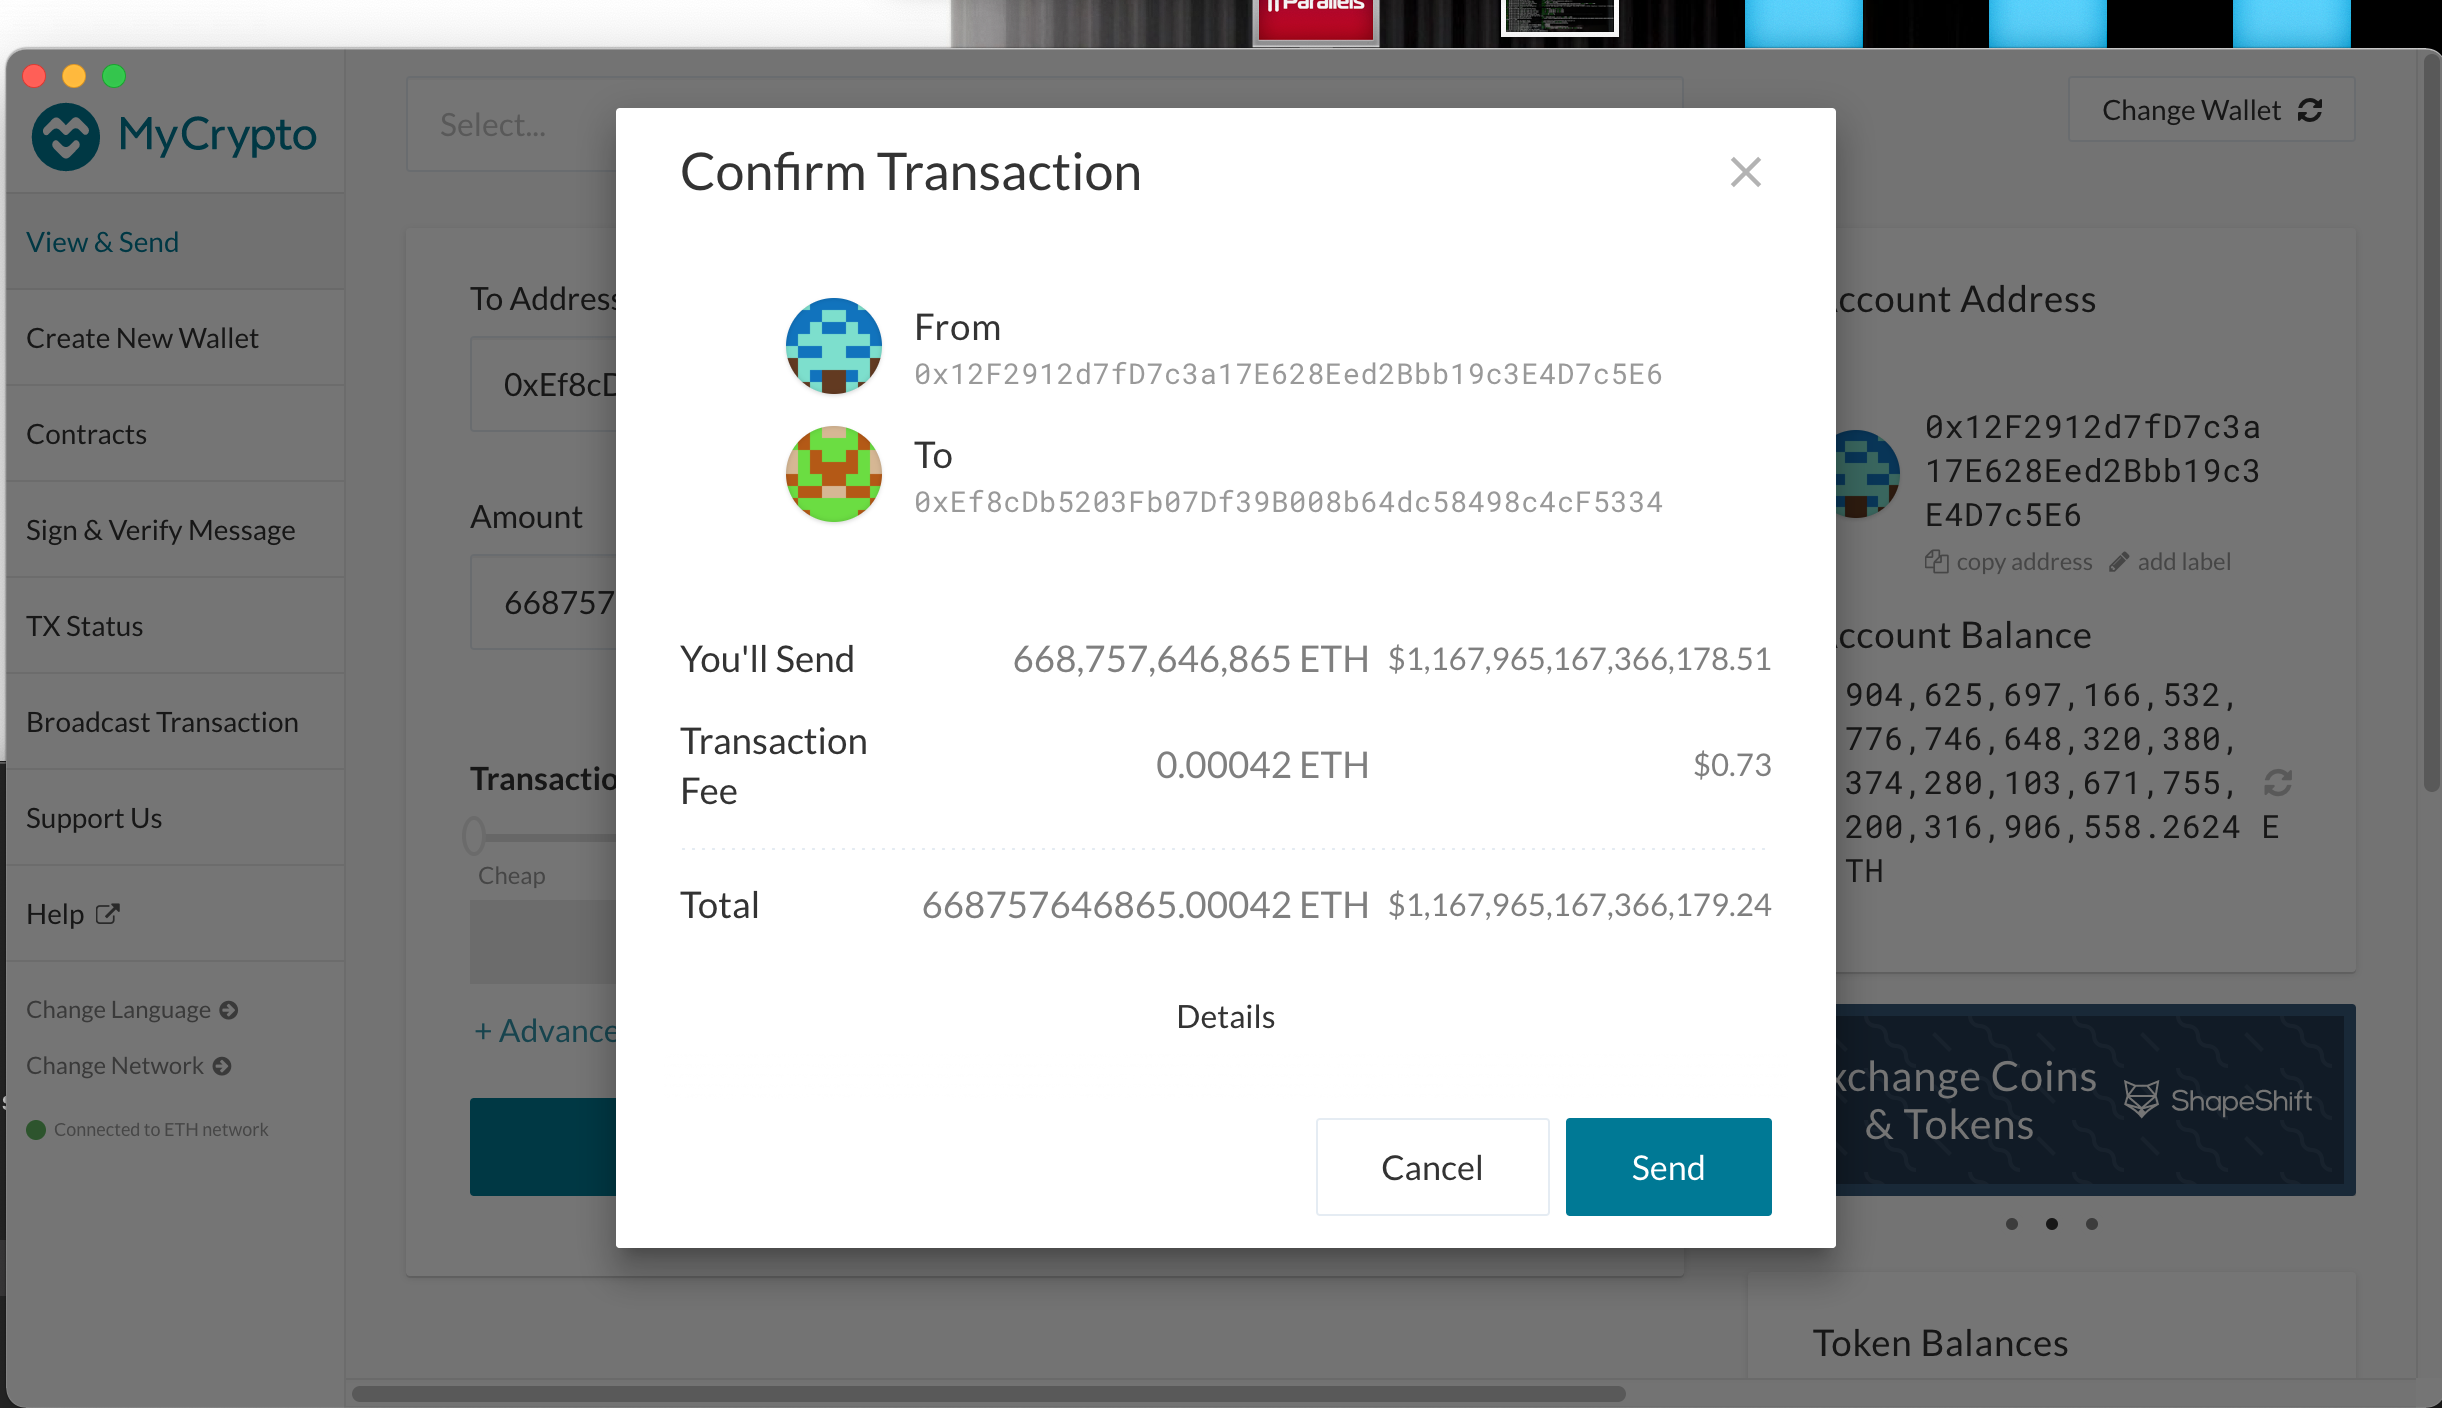 Parallels
MyCrypto
View & Send
Create New Wallet
Contracts
Sign & Verify Message
TX Status
Broadcast Transaction
Support Us
Help
Change Language
Change Network
Connected to ETH network
Select...
Change Wallet
To Address
0xEf8cD
Amount
668757
Transactio
Cheap
+ Advance
Confirm Transaction
From
0x12F2912d7fD7c3a17E628Eed2Bbb19c3E4D7c5E6
To
0xEf8cDb5203Fb07Df39B008b64dc58498c4cF5334
You'll Send 668,757,646,865 ETH $1,167,965,167,366,178.51
Transaction
Fee 0.00042 ETH $0.73
Total 668757646865.00042 ETH $1,167,965,167,366,179.24
Details
Cancel Send
ccount Address
0x12F2912d7fD7c3a
17E628Eed2Bbb19c3
E4D7c5E6
copy address add label
ccount Balance
904,625,697,166,532,
776,746,648,320,380,
374,280,103,671,755,
200,316,906,558.2624 E
TH
xchange Coins
& Tokens
ShapeShift
Token Balances